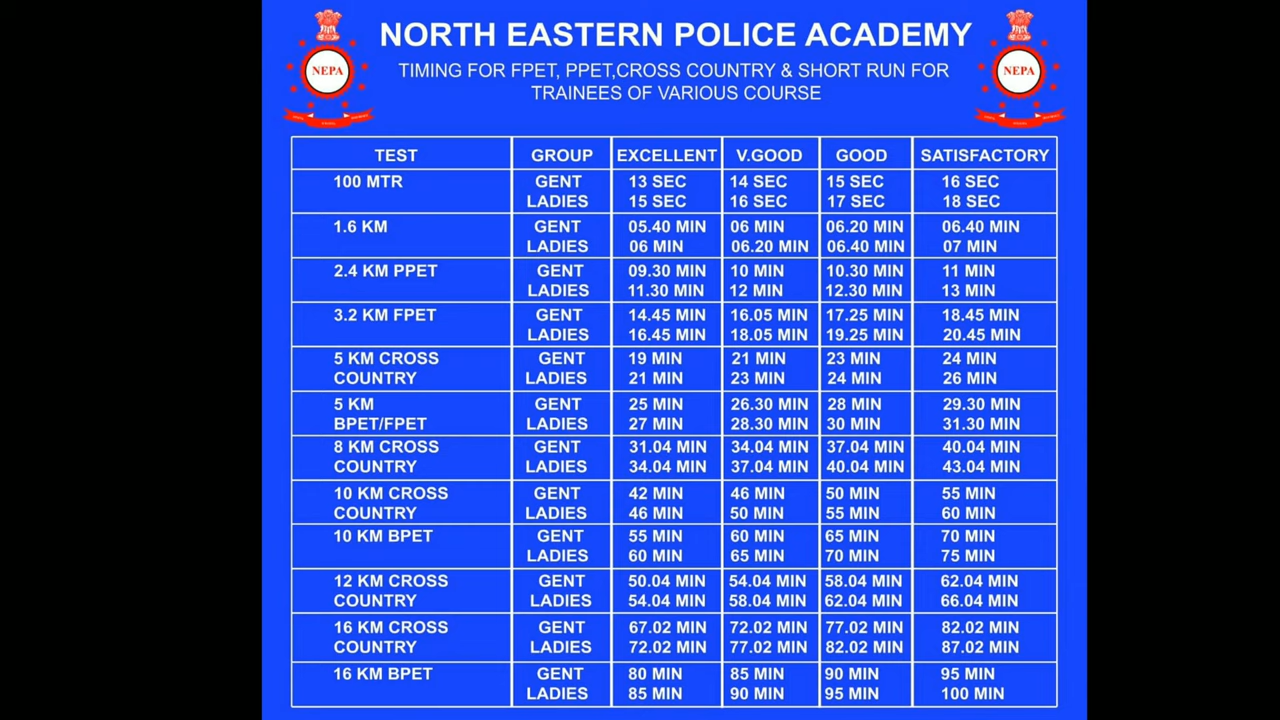 NORTH EASTERN POLICE ACADEMY
NEPA
NEPA
TIMING FOR FPET, PPET,CROSS COUNTRY & SHORT RUN FOR
TRAINEES OF VARIOUS COURSE
TEST GROUP EXCELLENT V.GOOD GOOD SATISFACTORY
100 MTR GENT 13 SEC 14 SEC 15 SEC 16 SEC
LADIES 15 SEC 16 SEC 17 SEC 18 SEC
1.6 KM GENT 05.40 MIN 06 MIN 06.20 MIN 06.40 MIN
LADIES 06 MIN 06.20 MIN 06.40 MIN 07 MIN
2.4 KM PPET GENT 09.30 MIN 10 MIN 10.30 MIN 11 MIN
LADIES 11.30 MIN 12 MIN 12.30 MIN 13 MIN
3.2 KM FPET GENT 14.45 MIN 16.05 MIN 17.25 MIN 18.45 MIN
LADIES 16.45 MIN 18.05 MIN 19.25 MIN 20.45 MIN
5 KM CROSS GENT 19 MIN 21 MIN 23 MIN 24 MIN
COUNTRY LADIES 21 MIN 23 MIN 24 MIN 26 MIN
5 KM GENT 25 MIN 26.30 MIN 28 MIN 29.30 MIN
BPET/FPET LADIES 27 MIN 28.30 MIN 30 MIN 31.30 MIN
8 KM CROSS GENT 31.04 MIN 34.04 MIN 37.04 MIN 40.04 MIN
COUNTRY LADIES 34.04 MIN 37.04 MIN 40.04 MIN 43.04 MIN
10 KM CROSS GENT 42 MIN 46 MIN 50 MIN 55 MIN
COUNTRY LADIES 46 MIN 50 MIN 55 MIN 60 MIN
10 KM BPET GENT 55 MIN 60 MIN 65 MIN 70 MIN
LADIES 60 MIN 65 MIN 70 MIN 75 MIN
12 KM CROSS GENT 50.04 MIN 54.04 MIN 58.04 MIN 62.04 MIN
COUNTRY LADIES 54.04 MIN 58.04 MIN 62.04 MIN 66.04 MIN
16 KM CROSS GENT 67.02 MIN 72.02 MIN 77.02 MIN 82.02 MIN
COUNTRY LADIES 72.02 MIN 77.02 MIN 82.02 MIN 87.02 MIN
16 KM BPET GENT 80 MIN 85 MIN 90 MIN 95 MIN
LADIES 85 MIN 90 MIN 95 MIN 100 MIN